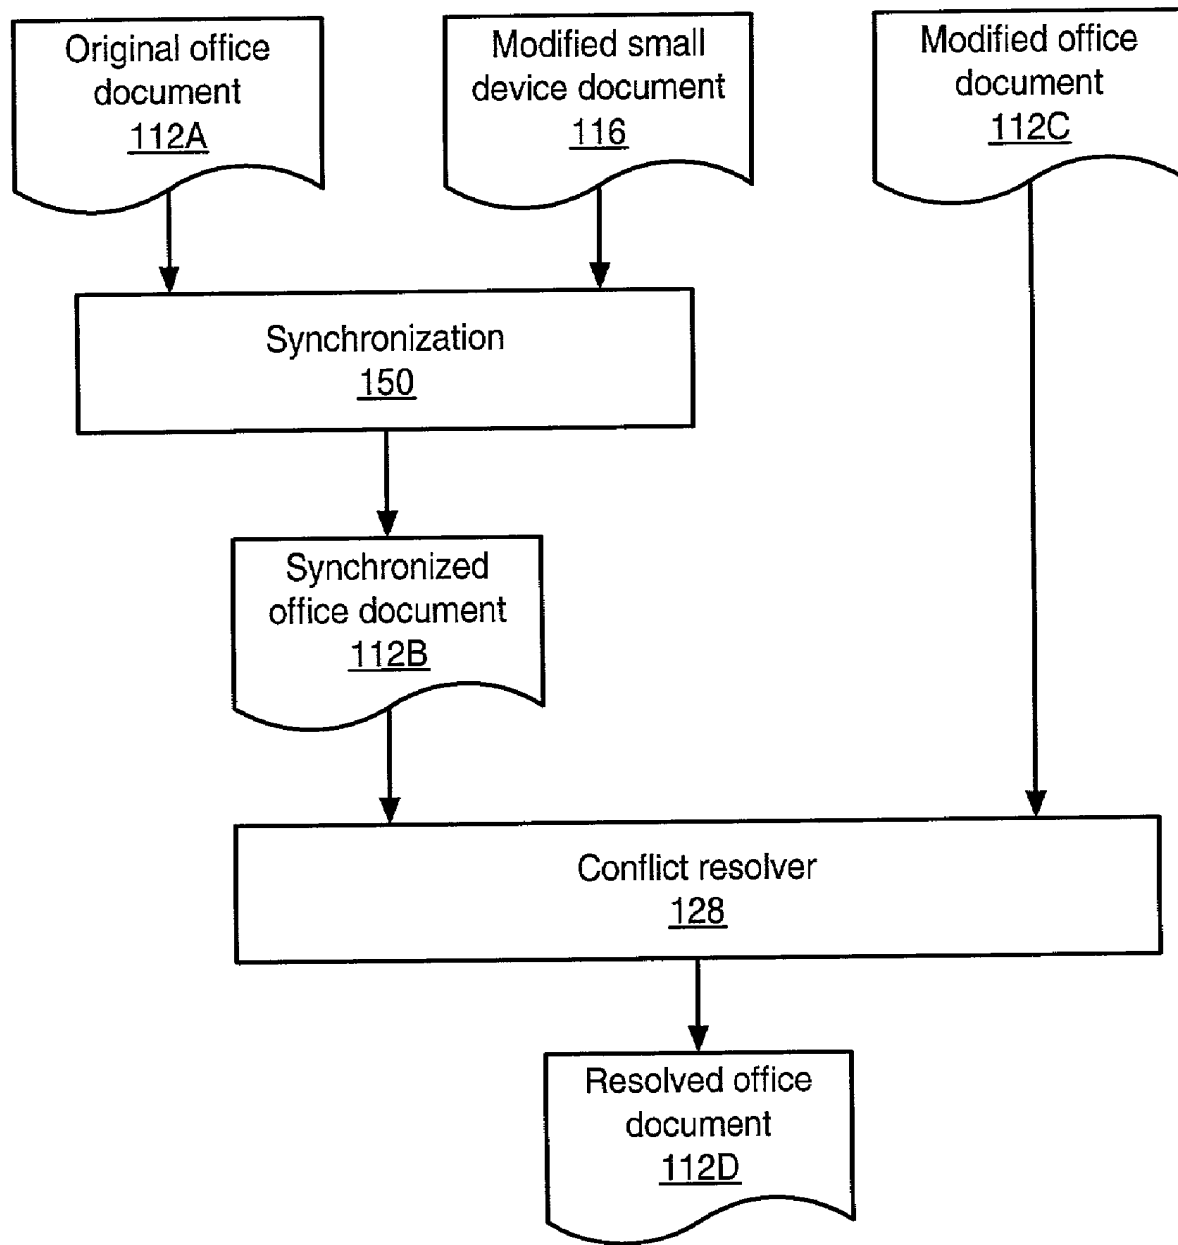 Original office
document
112A
Modified small
device document
116
Modified office
document
112C
Synchronization
150
Synchronized
office document
112B
Conflict resolver
128
Resolved office
document
112D